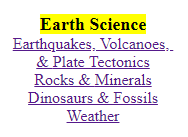 Earth Science
Earthquakes, Volcanoes,
& Plate Tectonics
Rocks & Minerals
Dinosaurs & Fossils
Weather